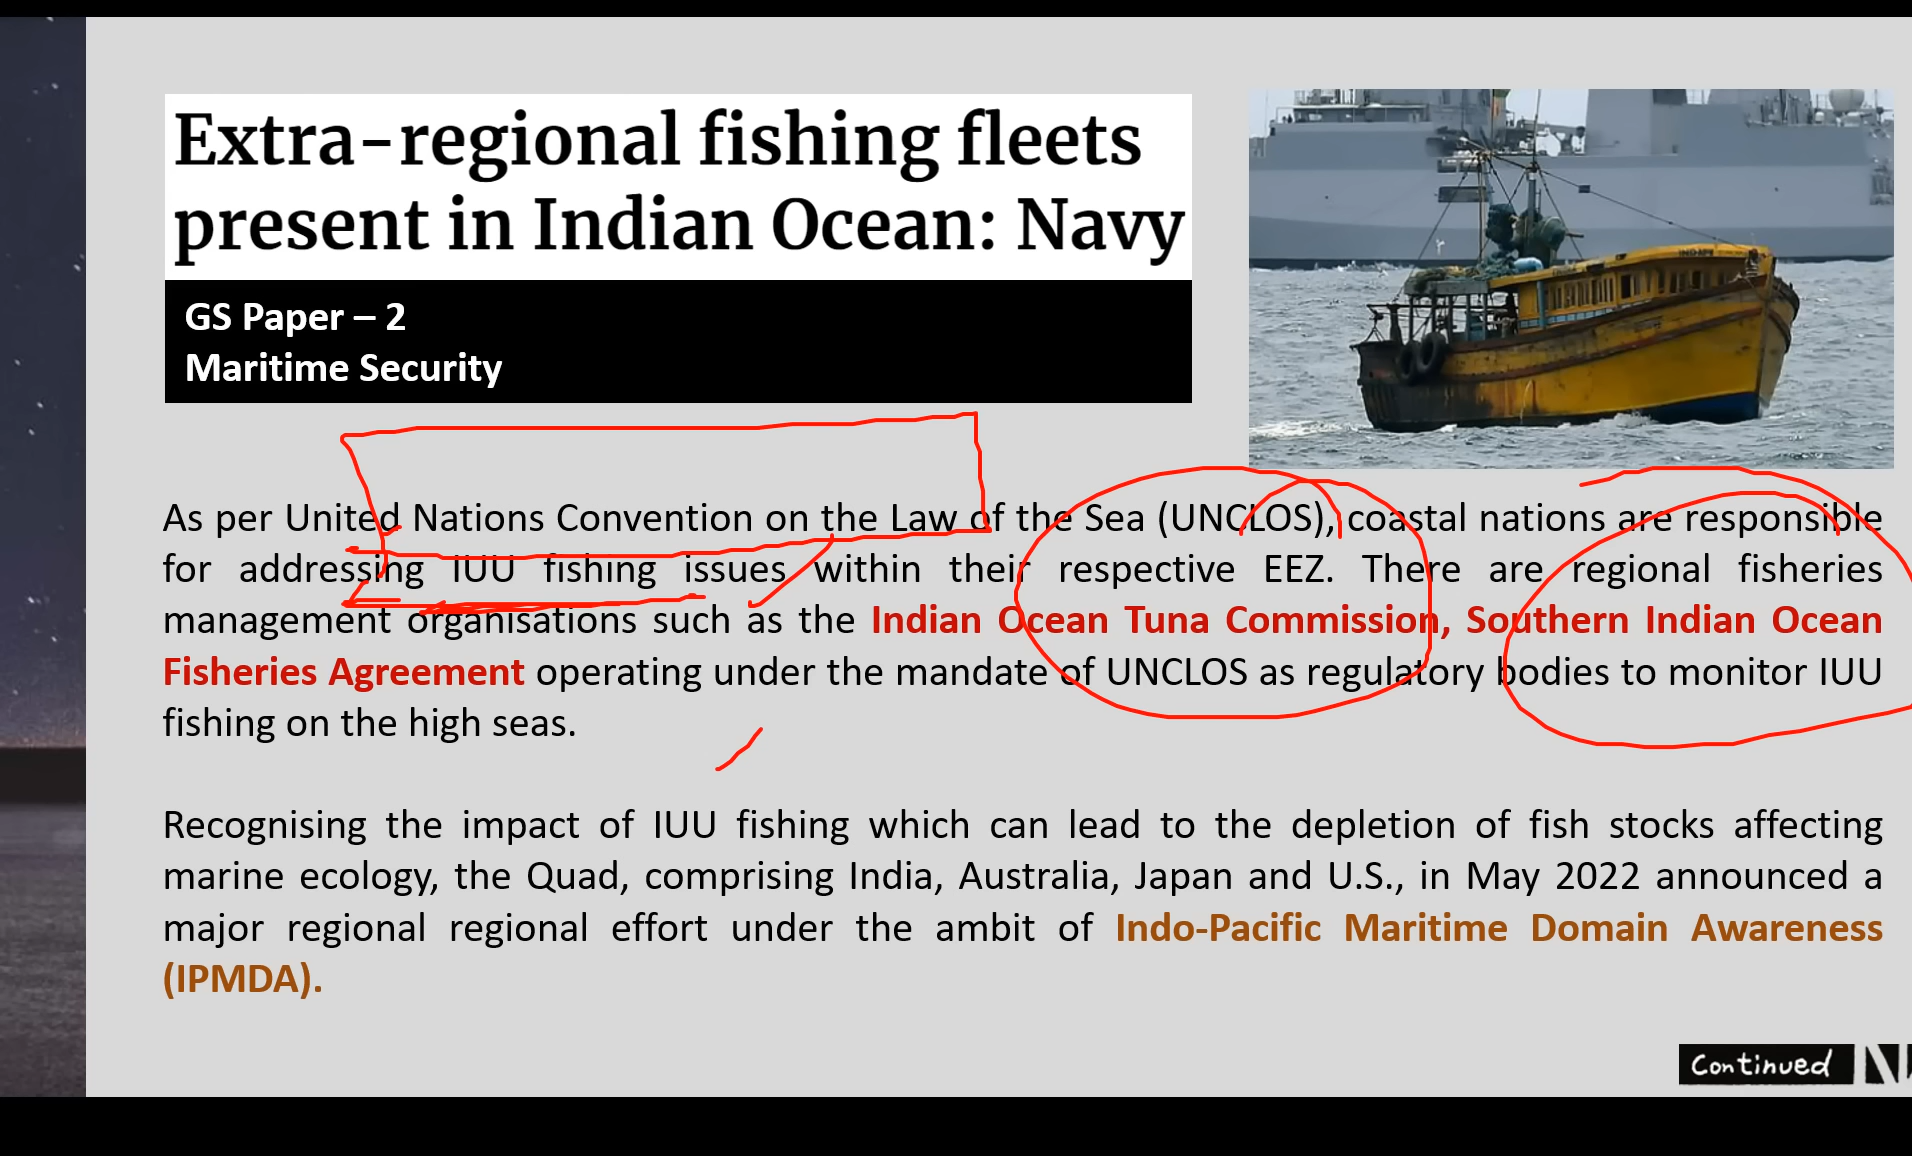 Extra-regional fishing fleets
present in Indian Ocean: Navy
GS Paper – 2
Maritime Security
As per United Nations Convention on the Law of the Sea (UNCLOS), coastal nations are responsible
for addressing IUU fishing issues within their respective EEZ. There are regional fisheries
management organisations such as the Indian Ocean Tuna Commission, Southern Indian Ocean
Fisheries Agreement operating under the mandate of UNCLOS as regulatory bodies to monitor IUU
fishing on the high seas.
Recognising the impact of IUU fishing which can lead to the depletion of fish stocks affecting
marine ecology, the Quad, comprising India, Australia, Japan and U.S., in May 2022 announced a
major regional regional effort under the ambit of Indo-Pacific Maritime Domain Awareness
(IPMDA).
Continued